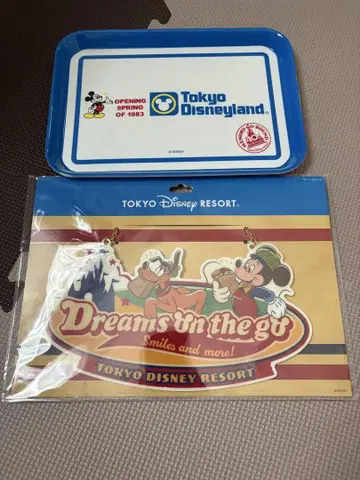 OPENING
SPRING
OF 1983
Tokyo
Disneyland®
TOKYO Disney RESORT
Dreams on the go
Smiles and more!
TOKYO DISNEY RESORT